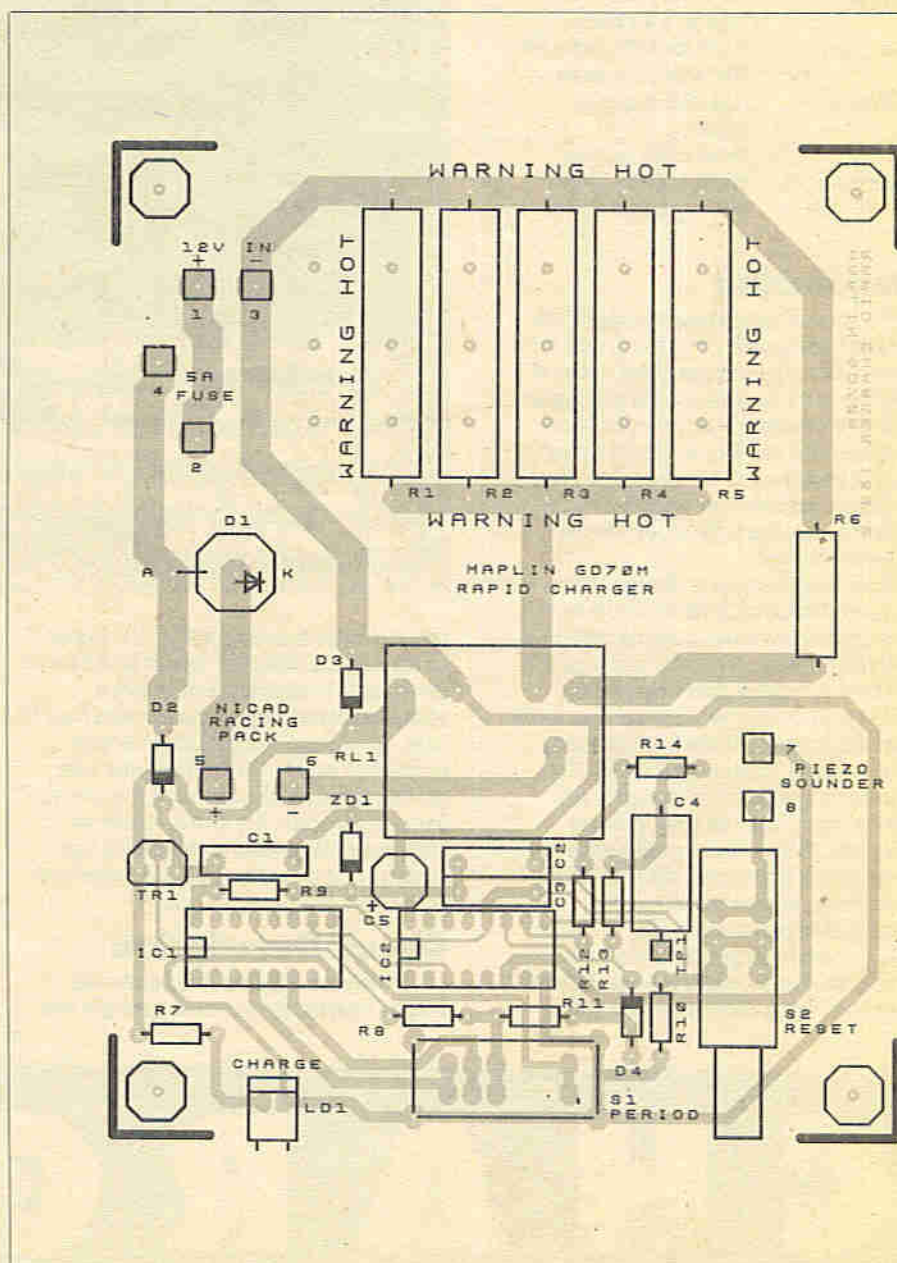 WARNING HOT
12V IN
+ -
1 3
4
5A
FUSE
2
WARNING HOT
WARNING HOT
R1 R2 R3 R4 R5
WARNING HOT
R6
D1
A K
MAPLIN GD70M
RAPID CHARGER
D3
D2
NICAD
RACING
PACK
RL1
R14
7
PIEZO
SOUNDER
5 6
+ -
ZD1
C4
8
C1
C2
TR1
R9
C3
+
C5
IC1
IC2
R12
R13
TP1
R7
R8
R11
R10
S2
RESET
CHARGE
LD1
D4
S1
PERIOD